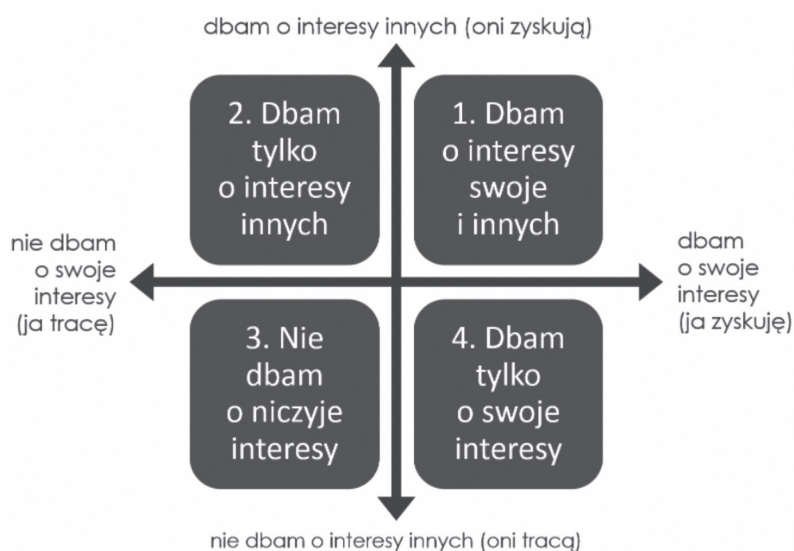 dbam o interesy innych (oni zyskują)
2. Dbam
tylko
o interesy
innych
1. Dbam
o interesy
swoje
i innych
nie dbam
o swoje
interesy
(ja tracę)
dbam
o swoje
interesy
(ja zyskuję)
3. Nie
dbam
o niczyje
interesy
4. Dbam
tylko
o swoje
interesy
nie dbam o interesy innych (oni tracą)